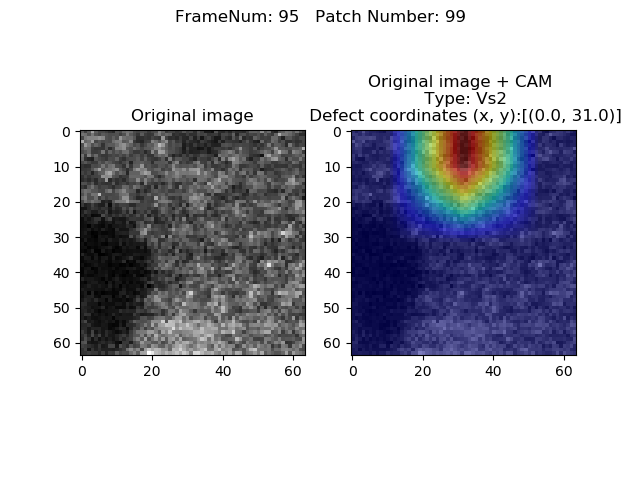 FrameNum: 95   Patch Number: 99
Original image
0
10
20
30
40
50
60
0 20 40 60
Original image + CAM
Type: Vs2
Defect coordinates (x, y):[(0.0, 31.0)]
0
10
20
30
40
50
60
0 20 40 60